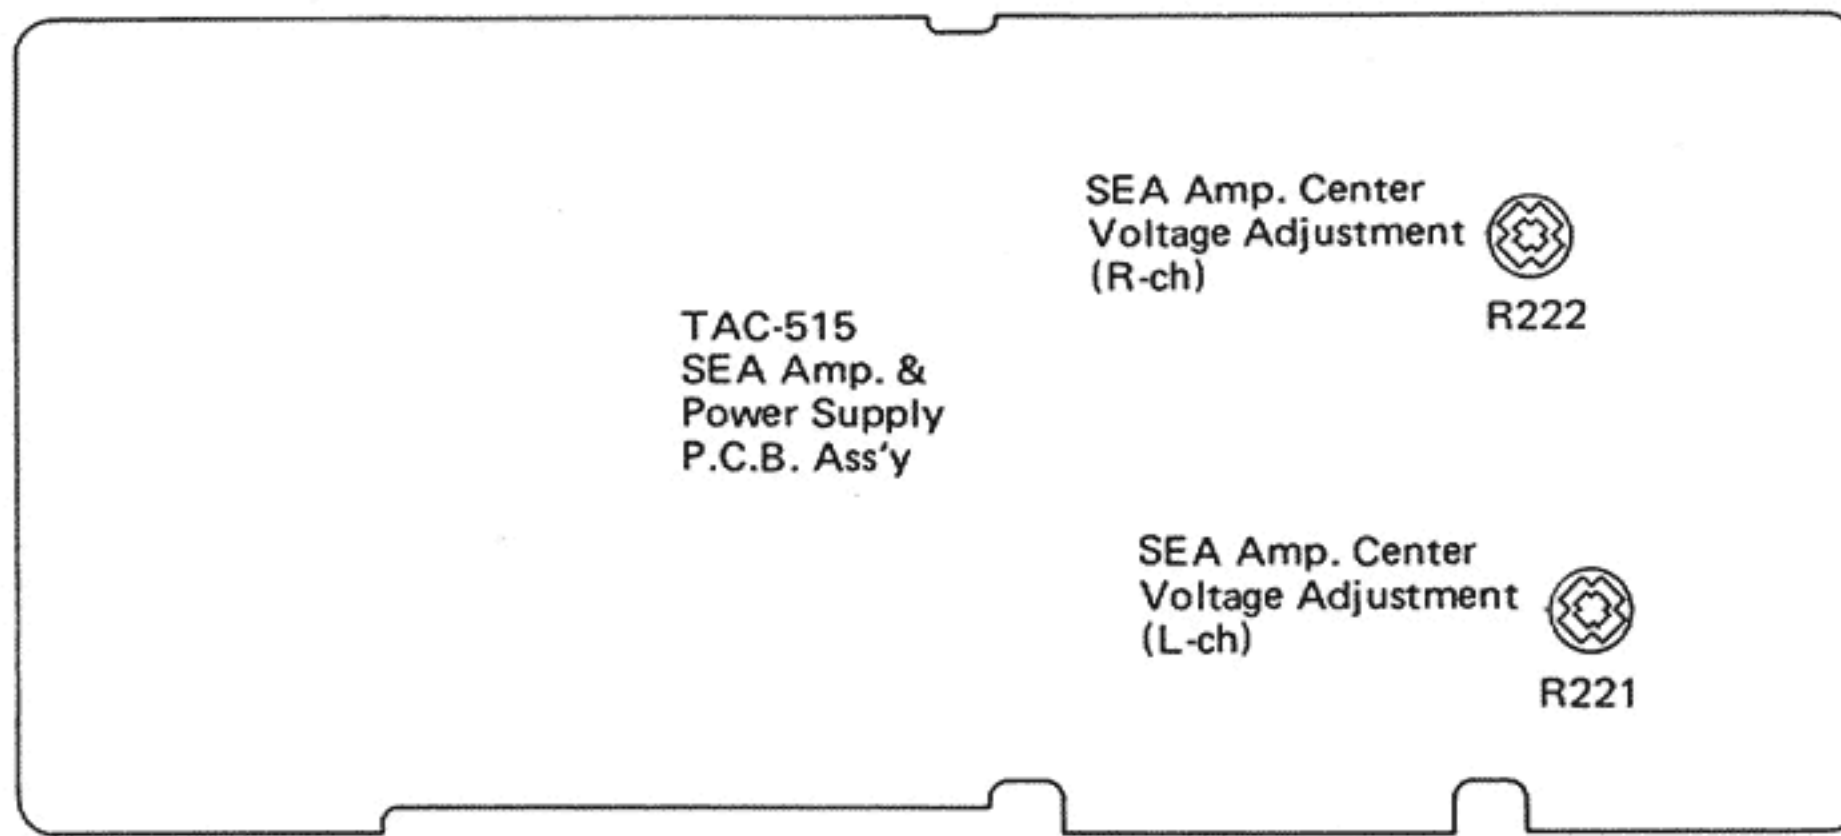 SEA Amp. Center
Voltage Adjustment
(R-ch)
R222
TAC-515
SEA Amp. &
Power Supply
P.C.B. Ass'y
SEA Amp. Center
Voltage Adjustment
(L-ch)
R221